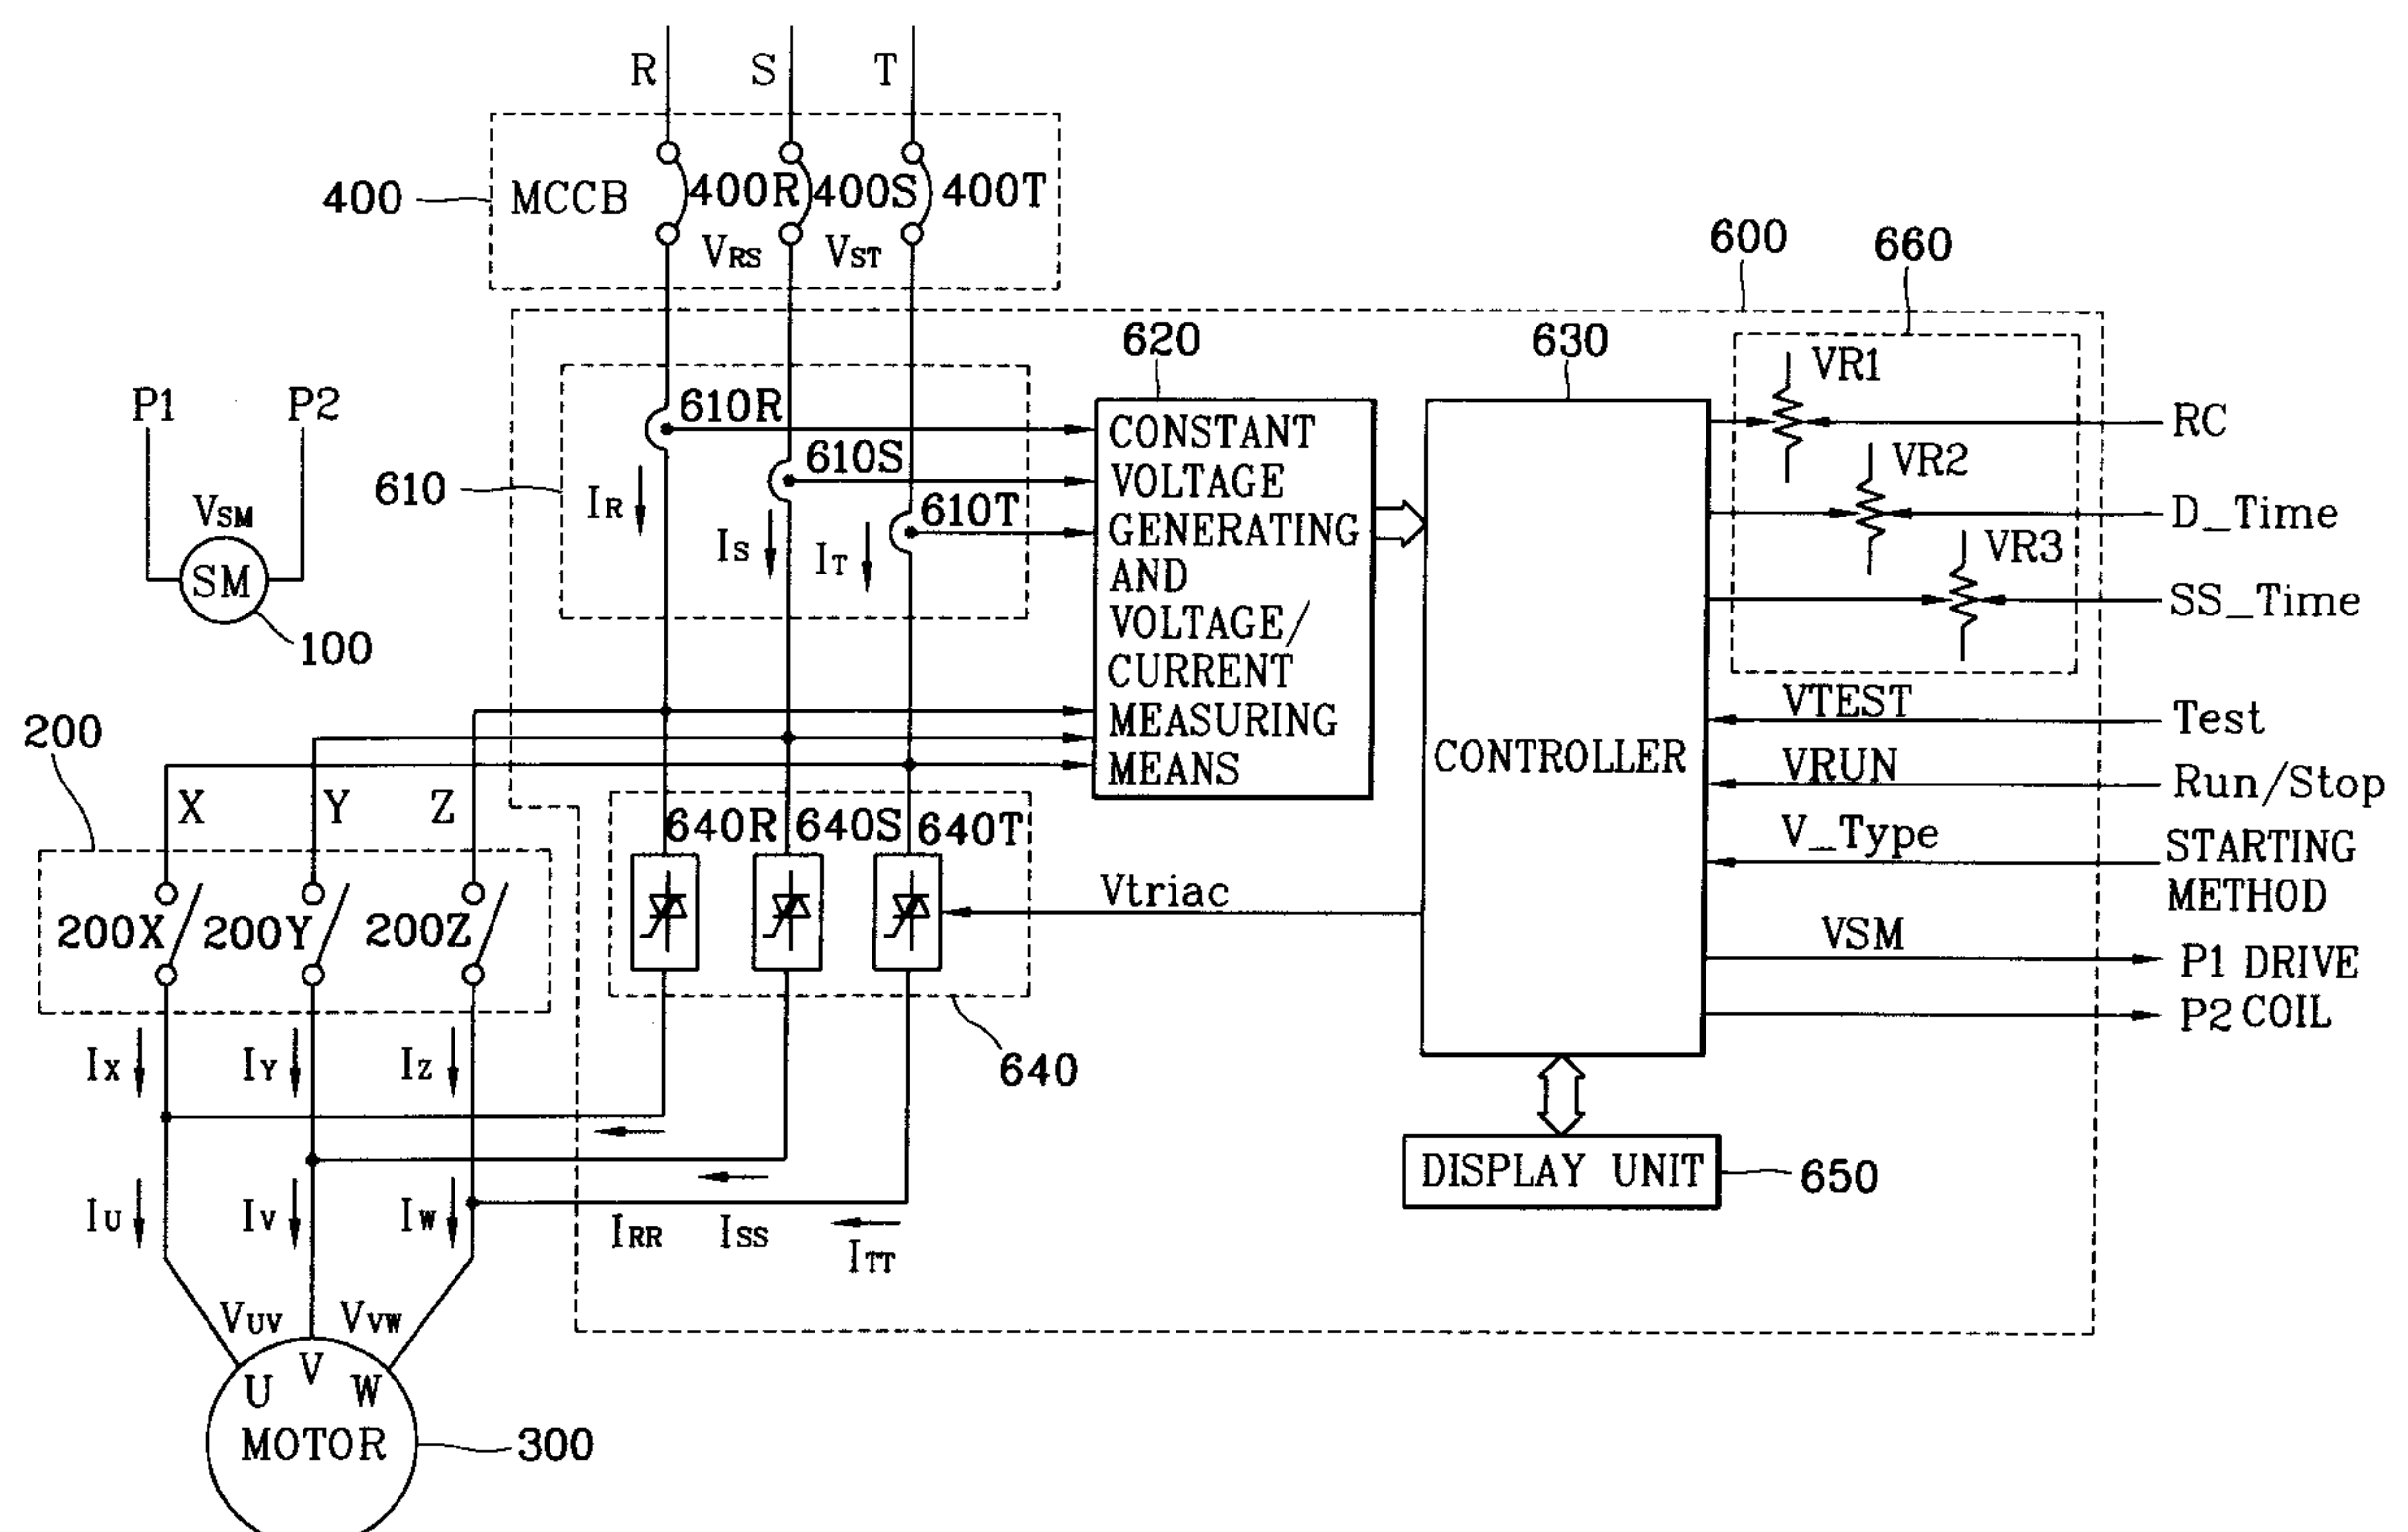 R S T
400 MCCB 400R 400S 400T
VRS VST
600 660
620 630
VR1
P1 P2
610R RC
CONSTANT
VOLTAGE
GENERATING
AND
VOLTAGE/
CURRENT
MEASURING
MEANS
610S VR2
610 IR
610T D_Time
VSM
IS IT VR3
SM SS_Time
100
200
VTEST Test
CONTROLLER
VRUN Run/Stop
X Y Z
640R 640S 640T
V_Type STARTING
METHOD
Vtriac
200X 200Y 200Z
VSM
P1 DRIVE
P2 COIL
IX IY IZ
640
DISPLAY UNIT 650
IU IV IW
IRR ISS
ITT
VUV VVW
U V W
MOTOR 300